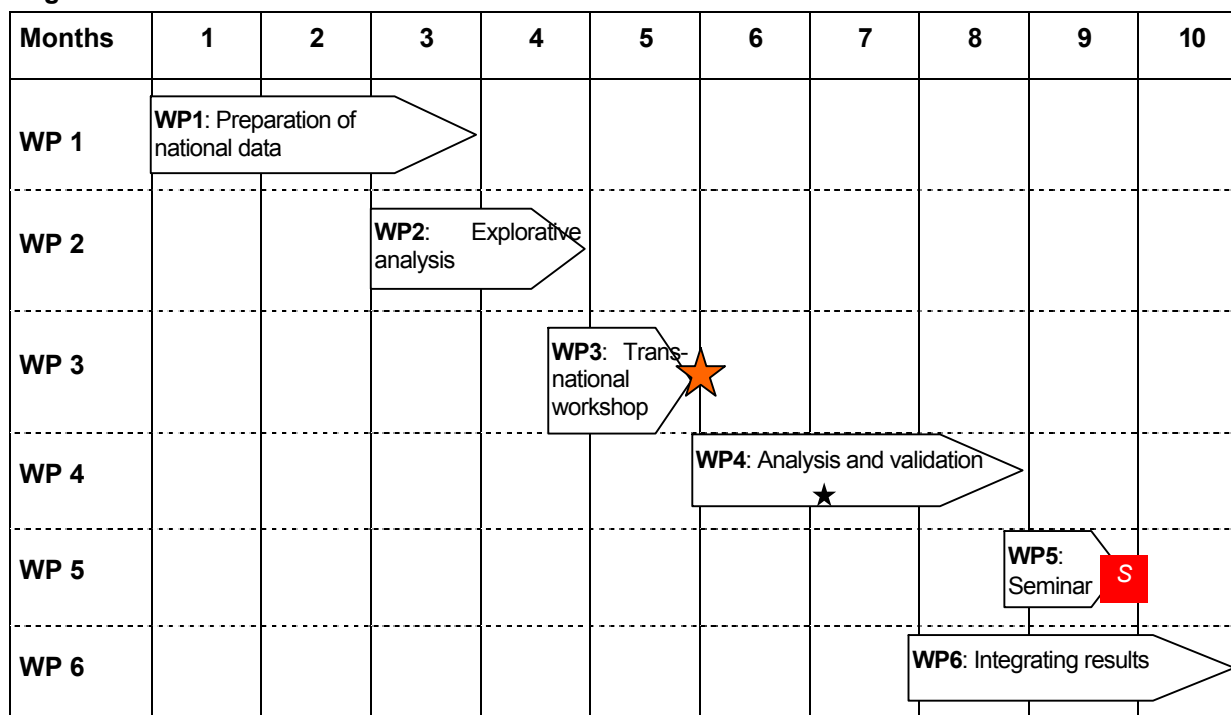 Months 1 2 3 4 5 6 7 8 9 10
WP 1
WP1: Preparation of
national data
WP 2
WP2: Explorative
analysis
WP 3
WP3: Trans-
national
workshop
WP 4
WP4: Analysis and validation
WP 5
WP5:
Seminar
S
WP 6
WP6: Integrating results